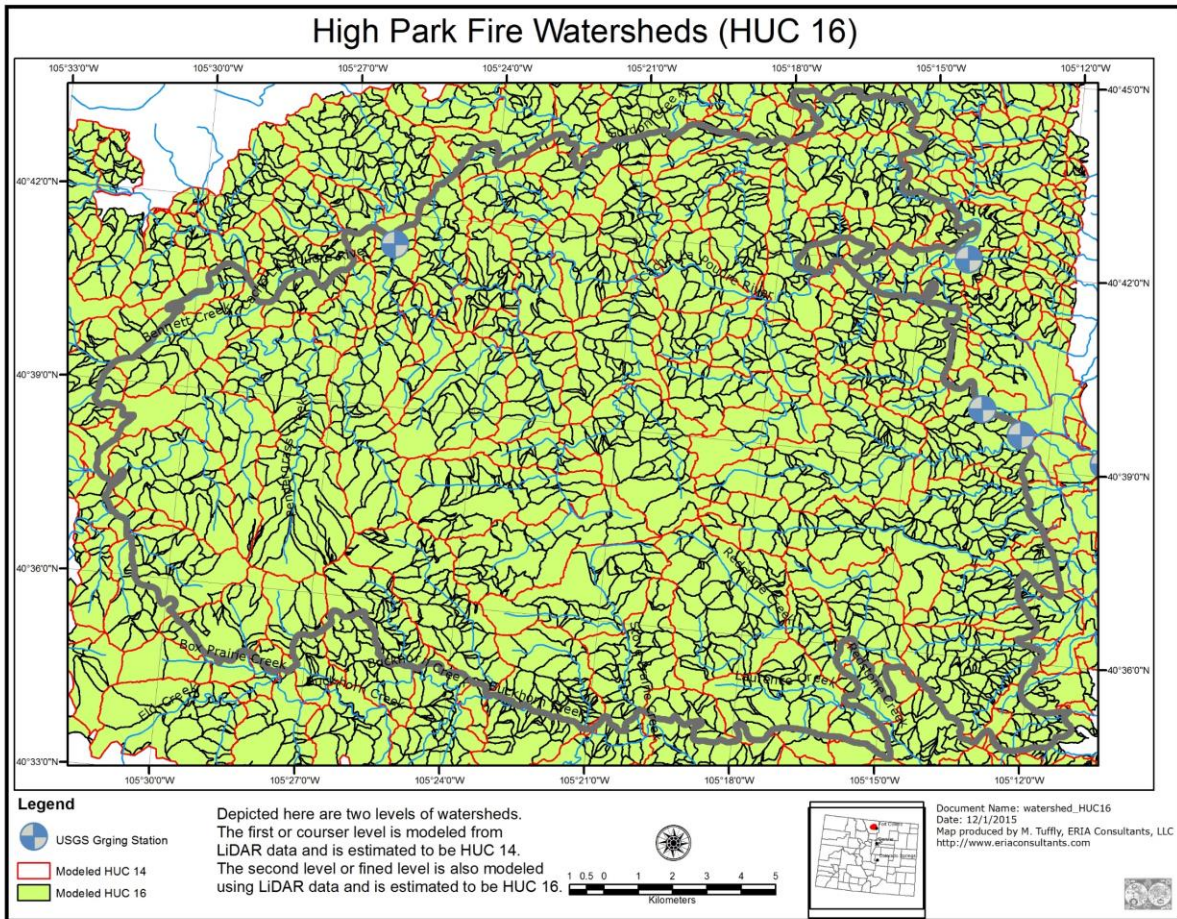 High Park Fire Watersheds (HUC 16)
105°33'0"W 105°30'0"W 105°27'0"W 105°24'0"W 105°21'0"W 105°18'0"W 105°15'0"W 105°12'0"W
40°45'0"N
40°42'0"N
40°42'0"N
40°39'0"N
40°39'0"N
40°36'0"N
40°36'0"N
40°33'0"N
Gordon Creek
Poudre River
Bennett Creek
Cache La Poudre River
Redstone Creek
Box Prairie Creek
Buckhorn Creek
Buckhorn Creek
Buckhorn Creek
Elk Creek
Stove Prairie Creek
Laurence Creek
Redstone Creek
105°30'0"W 105°27'0"W 105°24'0"W 105°21'0"W 105°18'0"W 105°15'0"W 105°12'0"W
Legend
USGS Grging Station
Modeled HUC 14
Modeled HUC 16
Depicted here are two levels of watersheds.
The first or courser level is modeled from
LiDAR data and is estimated to be HUC 14.
The second level or fined level is also modeled
using LiDAR data and is estimated to be HUC 16.
1 0.5 0 1 2 3 4 5
Kilometers
Document Name: watershed_HUC16
Date: 12/1/2015
Map produced by M. Tuffly, ERIA Consultants, LLC
http://www.eriaconsultants.com